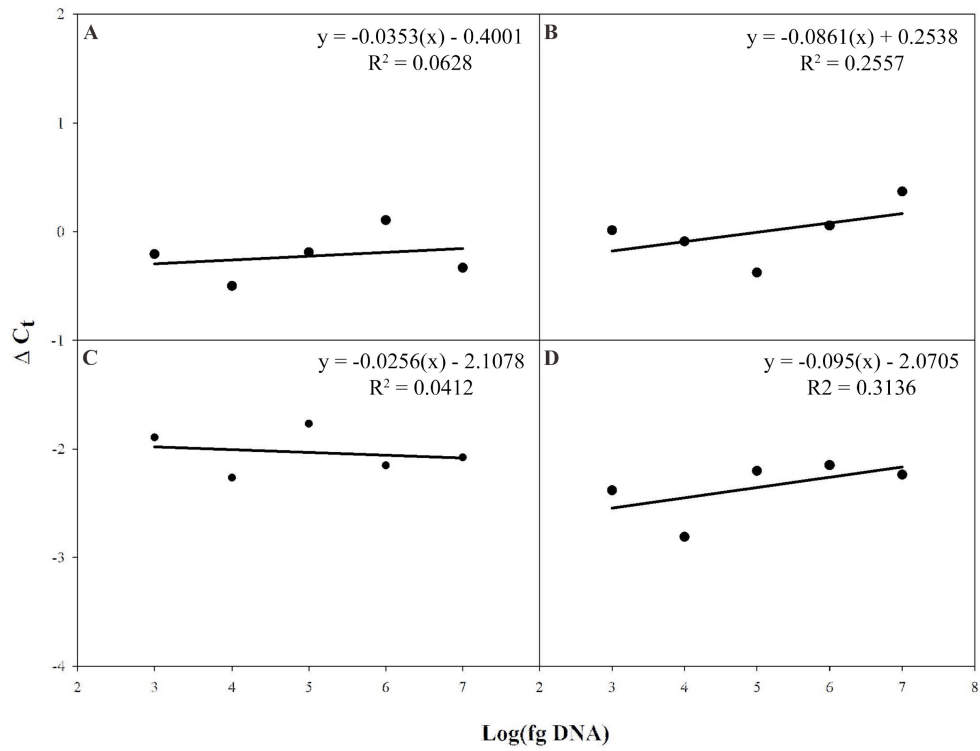 2
A
y = -0.0353(x) - 0.4001
R² = 0.0628
B
y = -0.0861(x) + 0.2538
R² = 0.2557
1
0
-1
C
y = -0.0256(x) - 2.1078
R² = 0.0412
D
y = -0.095(x) - 2.0705
R2 = 0.3136
Δ Ct
-2
-3
-4
2 3 4 5 6 7 2 3 4 5 6 7 8
Log(fg DNA)